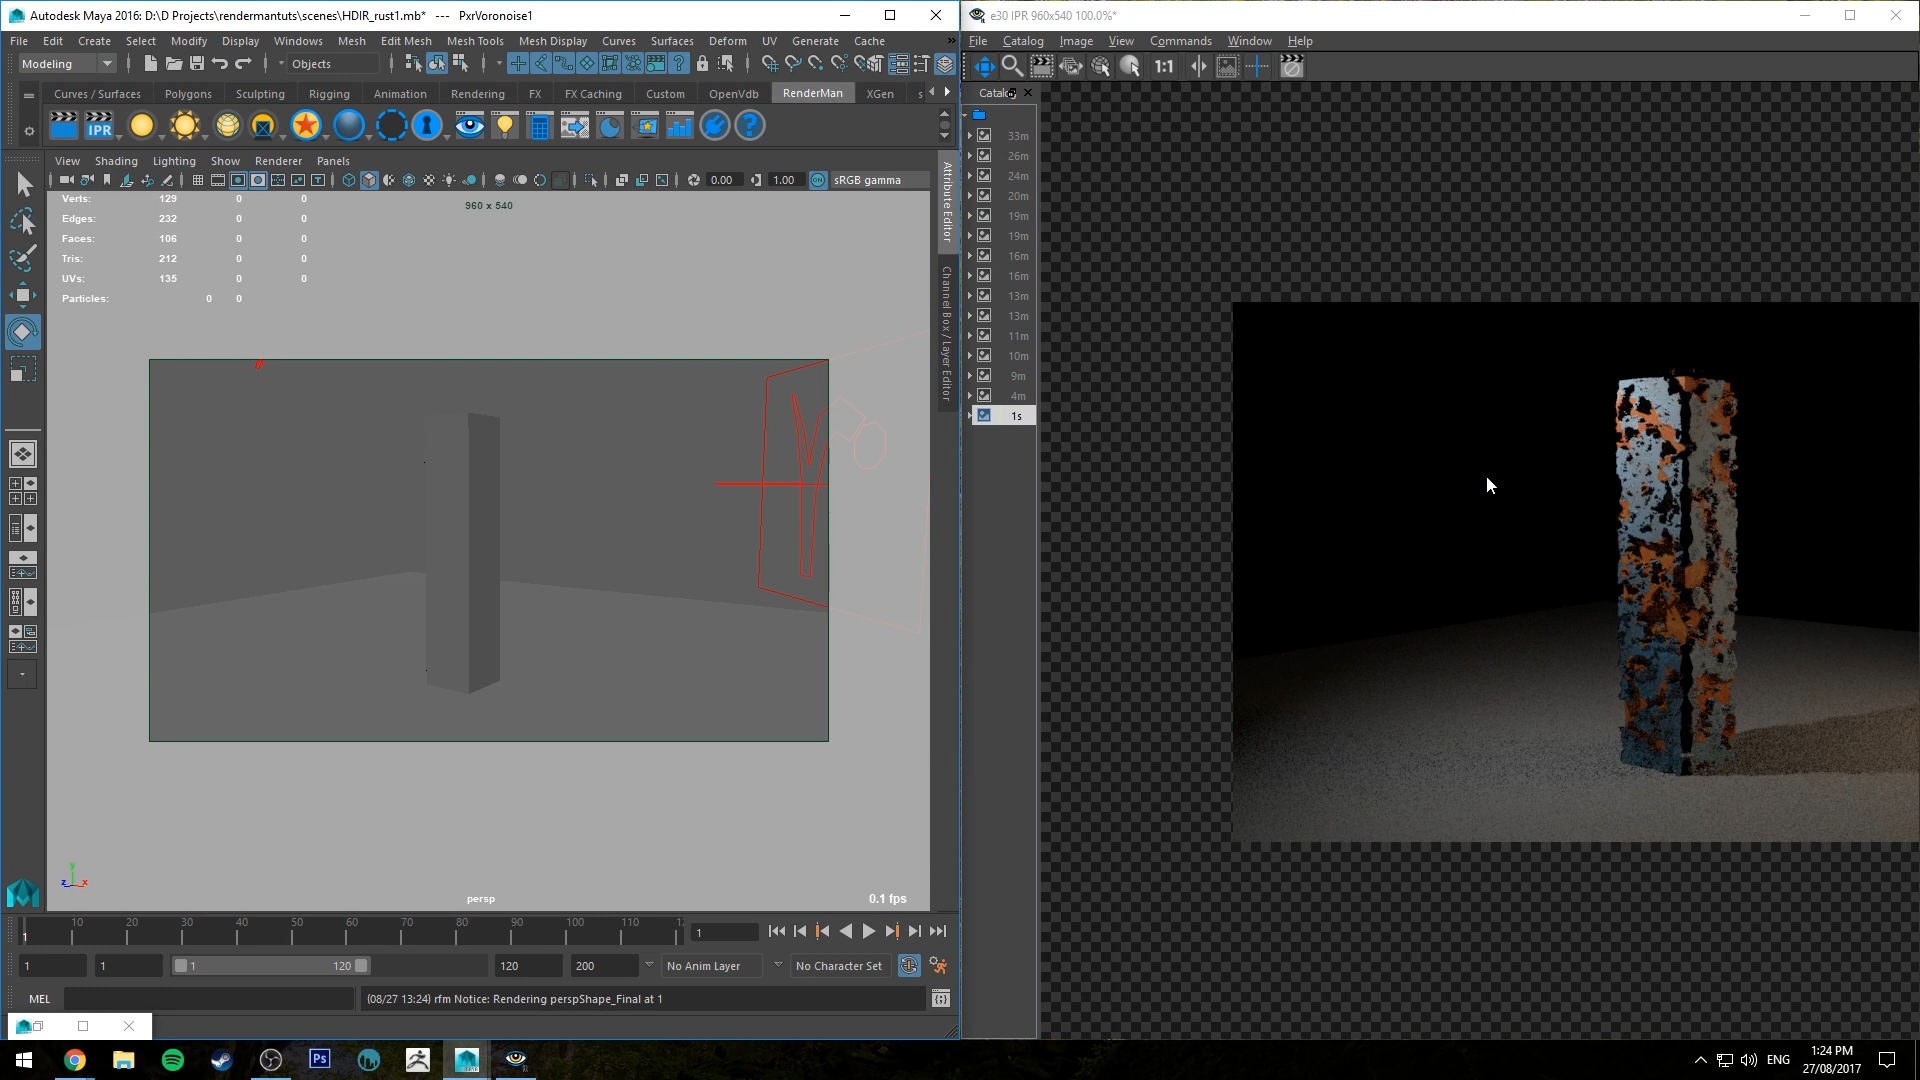 Autodesk Maya 2016: D:\D Projects\rendermantuts\scenes\HDIR_rust1.mb*   ---   PxrVoronoise1
File Edit Create Select Modify Display Windows Mesh Edit Mesh Mesh Tools Mesh Display Curves Surfaces Deform UV Generate Cache »
Modeling Objects
Curves / Surfaces Polygons Sculpting Rigging Animation Rendering FX FX Caching Custom OpenVdb RenderMan XGen s
IPR
View Shading Lighting Show Renderer Panels
0.00 1.00 ON sRGB gamma
Verts: 129 0 0
Edges: 232 0 0
Faces: 106 0 0
Tris: 212 0 0
UVs: 135 0 0
Particles: 0 0
960 x 540
Attribute Editor
Channel Box / Layer Editor
y
z x
persp
0.1 fps
1 10 20 30 40 50 60 70 80 90 100 110 12
1
1 1 1 120 120 200 No Anim Layer No Character Set
MEL (08/27 13:24) rfm Notice: Rendering perspShape_Final at 1
e30 IPR 960x540 100.0%*
File Catalog Image View Commands Window Help
1:1
Catalog
33m
26m
24m
20m
19m
19m
16m
16m
13m
13m
11m
10m
9m
4m
1s
Ps
ENG
1:24 PM
27/08/2017